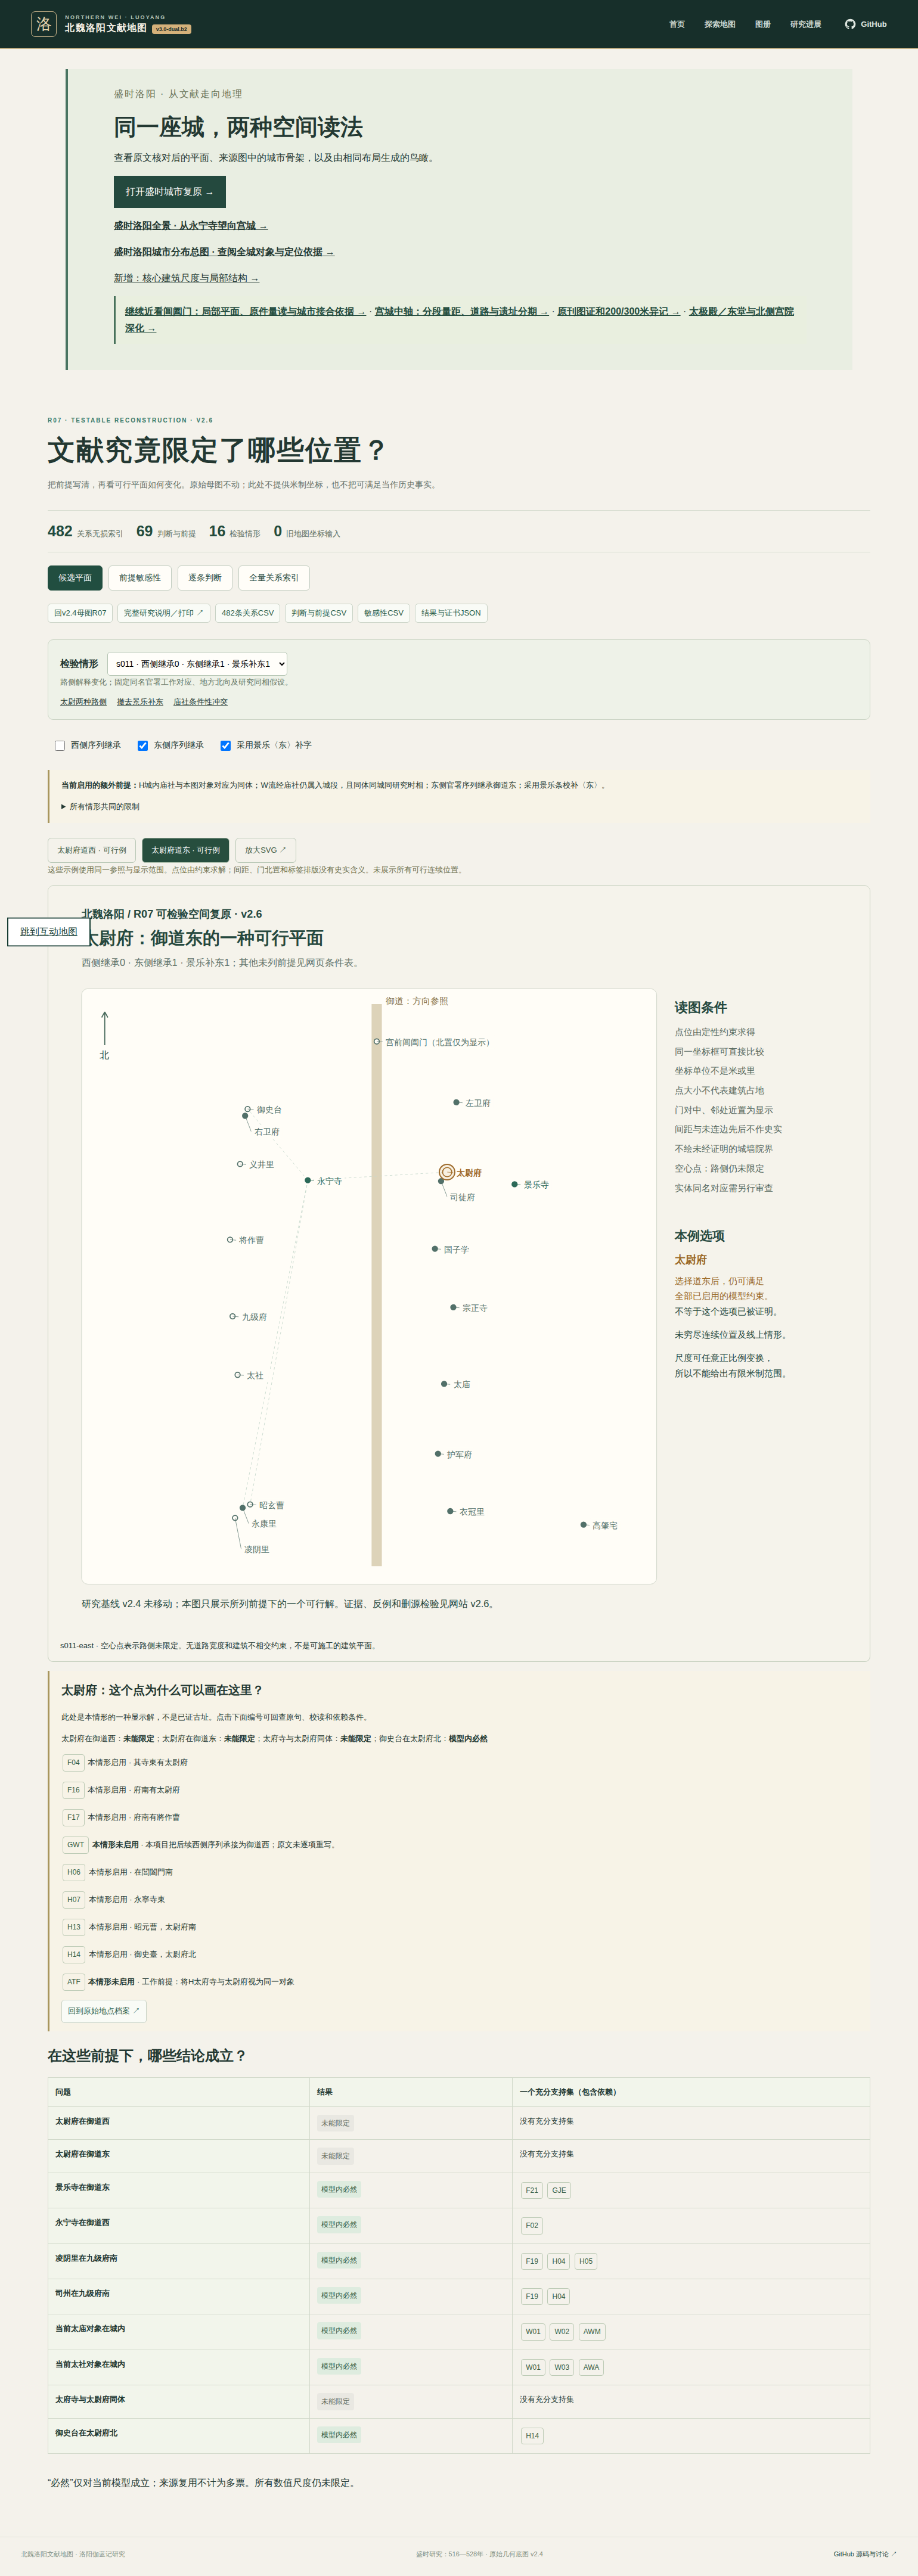 洛
NORTHERN WEI · LUOYANG
北魏洛阳文献地图 v3.0-dual.b2
首页 探索地图 图册 研究进展 GitHub
盛时洛阳 · 从文献走向地理
同一座城，两种空间读法
查看原文核对后的平面、来源图中的城市骨架，以及由相同布局生成的鸟瞰。
打开盛时城市复原 →
盛时洛阳全景 · 从永宁寺望向宫城 →
盛时洛阳城市分布总图 · 查阅全城对象与定位依据 →
新增：核心建筑尺度与局部结构 →
继续近看阊阖门：局部平面、原件量读与城市接合依据 → · 宫城中轴：分段量距、道路与遗址分期 → · 原刊图证和200/300米异记 → · 太极殿／东堂与北侧宫院
深化 →
R07 · TESTABLE RECONSTRUCTION · V2.6
文献究竟限定了哪些位置？
把前提写清，再看可行平面如何变化。原始母图不动；此处不提供米制坐标，也不把可满足当作历史事实。
482 关系无损索引 69 判断与前提 16 检验情形 0 旧地图坐标输入
候选平面 前提敏感性 逐条判断 全量关系索引
回v2.4母图R07 完整研究说明／打印 ↗ 482条关系CSV 判断与前提CSV 敏感性CSV 结果与证书JSON
检验情形 s011 · 西侧继承0 · 东侧继承1 · 景乐补东1
路侧解释变化；固定同名官署工作对应、地方北向及研究同相假设。
太尉两种路侧 撤去景乐补东 庙社条件性冲突
西侧序列继承 东侧序列继承 采用景乐〔东〕补字
当前启用的额外前提：H城内庙社与本图对象对应为同体；W流经庙社仍属入城段，且同体同城同研究时相；东侧官署序列继承御道东；采用景乐条校补〔东〕。
▶ 所有情形共同的限制
太尉府道西 · 可行例 太尉府道东 · 可行例 放大SVG ↗
这些示例使用同一参照与显示范围。点位由约束求解；间距、门北置和标签排版没有史实含义。未展示所有可行连续位置。
跳到互动地图
北魏洛阳 / R07 可检验空间复原 · v2.6
太尉府：御道东的一种可行平面
西侧继承0 · 东侧继承1 · 景乐补东1；其他未列前提见网页条件表。
御道：方向参照
北
宫前阊阖门（北置仅为显示）
御史台
左卫府
右卫府
义井里
太尉府
永宁寺
景乐寺
司徒府
将作曹
国子学
宗正寺
九级府
太社
太庙
护军府
昭玄曹
衣冠里
永康里
高肇宅
凌阴里
读图条件
点位由定性约束求得
同一坐标框可直接比较
坐标单位不是米或里
点大小不代表建筑占地
门对中、邻处近置为显示
间距与未连边先后不作史实
不绘未经证明的城墙院界
空心点：路侧仍未限定
实体同名对应需另行审查
本例选项
太尉府
选择道东后，仍可满足
全部已启用的模型约束。
不等于这个选项已被证明。
未穷尽连续位置及线上情形。
尺度可任意正比例变换，
所以不能给出有限米制范围。
研究基线 v2.4 未移动；本图只展示所列前提下的一个可行解。证据、反例和删源检验见网站 v2.6。
s011-east · 空心点表示路侧未限定。无道路宽度和建筑不相交约束，不是可施工的建筑平面。
太尉府：这个点为什么可以画在这里？
此处是本情形的一种显示解，不是已证古址。点击下面编号可回查原句、校读和依赖条件。
太尉府在御道西：未能限定；太尉府在御道东：未能限定；太府寺与太尉府同体：未能限定；御史台在太尉府北：模型内必然
F04 本情形启用 · 其寺東有太尉府
F16 本情形启用 · 府南有太尉府
F17 本情形启用 · 府南有將作曹
GWT 本情形未启用 · 本项目把后续西侧序列承接为御道西；原文未逐项重写。
H06 本情形启用 · 在閶闔門南
H07 本情形启用 · 永寧寺東
H13 本情形启用 · 昭元曹，太尉府南
H14 本情形启用 · 御史臺，太尉府北
ATF 本情形未启用 · 工作前提：将H太府寺与太尉府视为同一对象
回到原始地点档案 ↗
在这些前提下，哪些结论成立？
问题 结果 一个充分支持集（包含依赖）
太尉府在御道西 未能限定 没有充分支持集
太尉府在御道东 未能限定 没有充分支持集
景乐寺在御道东 模型内必然 F21 GJE
永宁寺在御道西 模型内必然 F02
凌阴里在九级府南 模型内必然 F19 H04 H05
司州在九级府南 模型内必然 F19 H04
当前太庙对象在城内 模型内必然 W01 W02 AWM
当前太社对象在城内 模型内必然 W01 W03 AWA
太府寺与太尉府同体 未能限定 没有充分支持集
御史台在太尉府北 模型内必然 H14
“必然”仅对当前模型成立；来源复用不计为多票。所有数值尺度仍未限定。
北魏洛阳文献地图 · 洛阳伽蓝记研究 盛时研究：516—528年 · 原始几何底图 v2.4 GitHub 源码与讨论 ↗